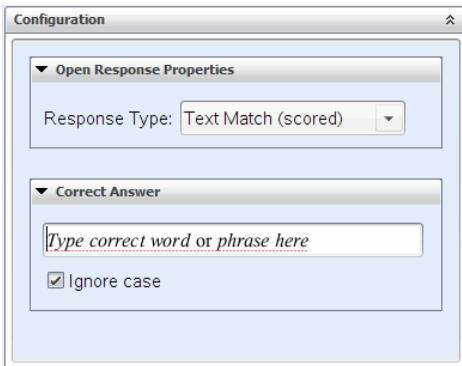 Configuration
Open Response Properties
Response Type: Text Match (scored)
Correct Answer
Type correct word or phrase here
Ignore case